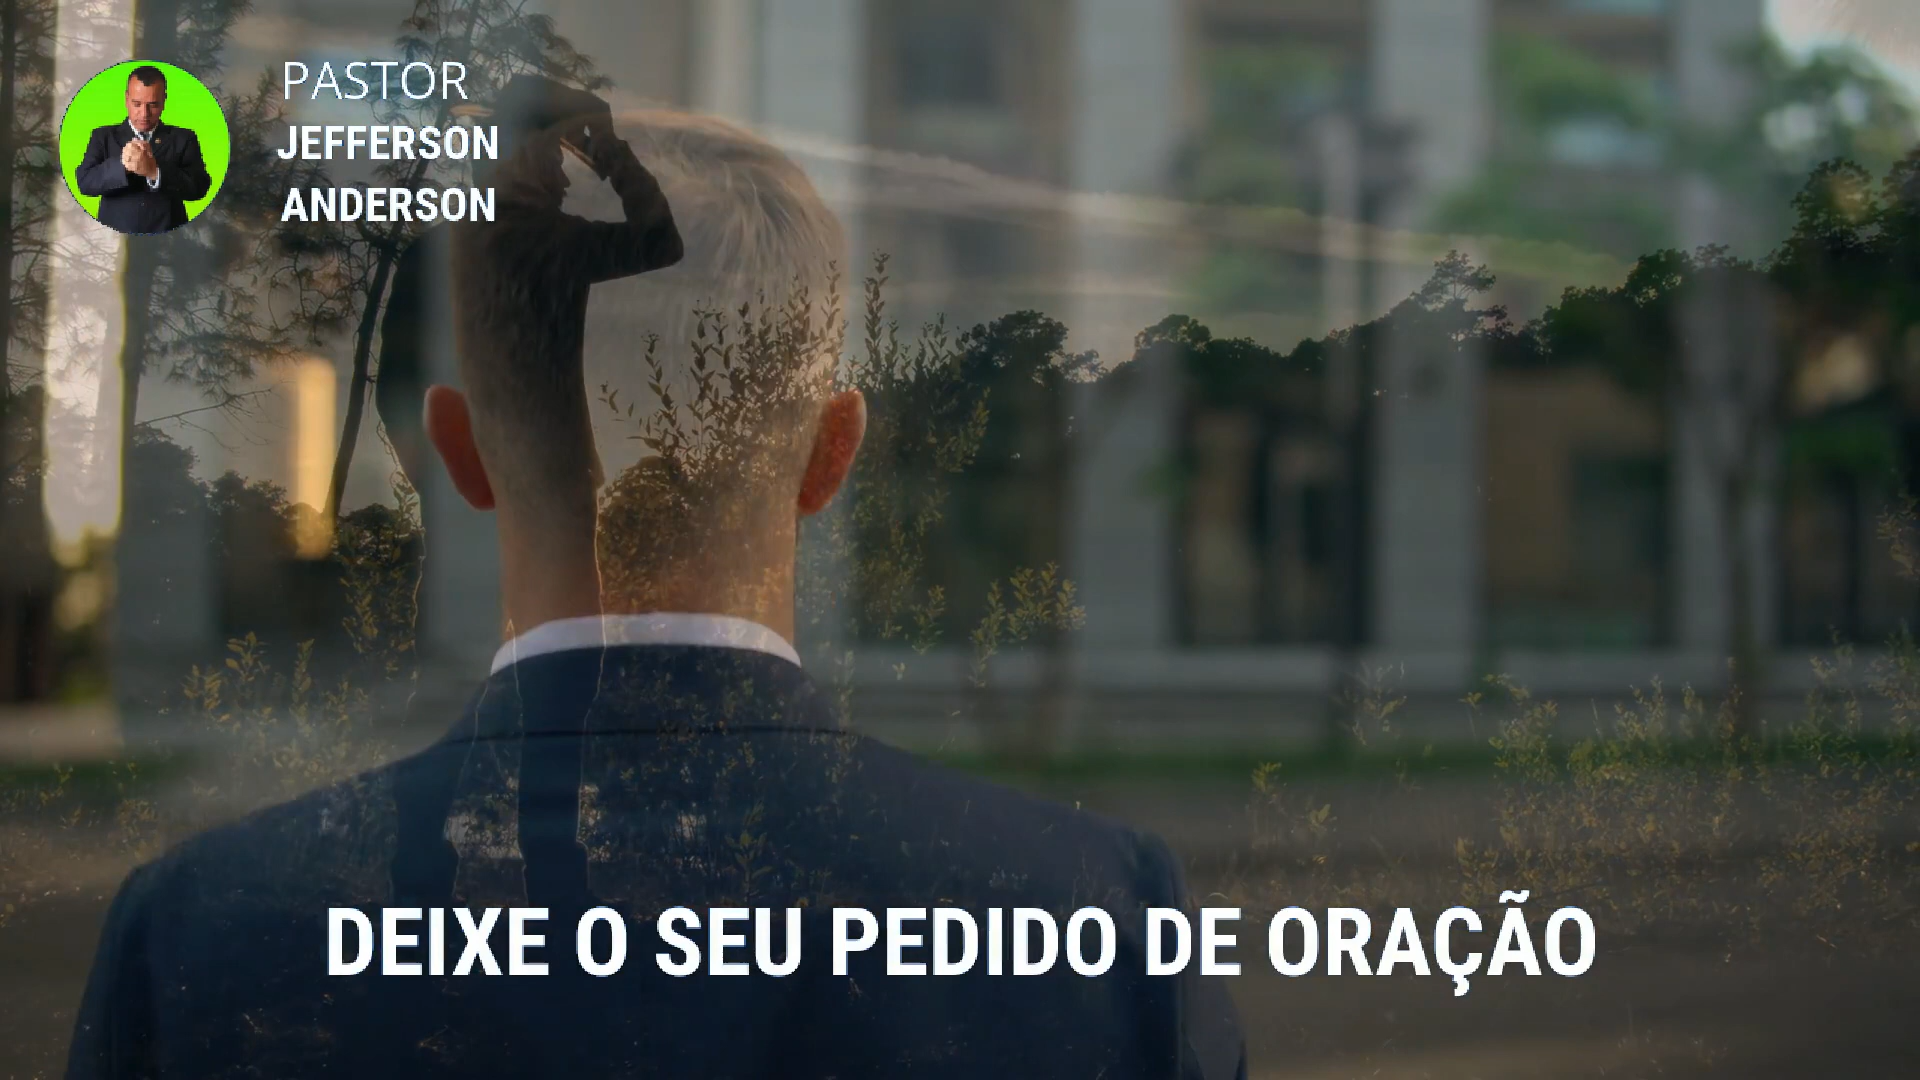 PASTOR
JEFFERSON
ANDERSON
DEIXE O SEU PEDIDO DE ORAÇÃO